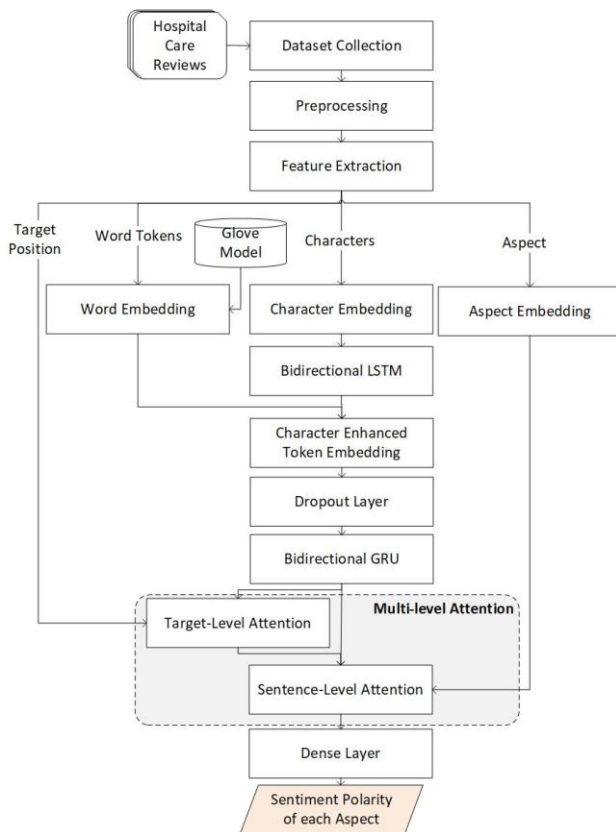 Hospital
Care
Reviews
Dataset Collection
Preprocessing
Feature Extraction
Target
Position
Word Tokens
Glove
Model
Characters
Aspect
Word Embedding
Character Embedding
Aspect Embedding
Bidirectional LSTM
Character Enhanced
Token Embedding
Dropout Layer
Bidirectional GRU
Multi-level Attention
Target-Level Attention
Sentence-Level Attention
Dense Layer
Sentiment Polarity
of each Aspect